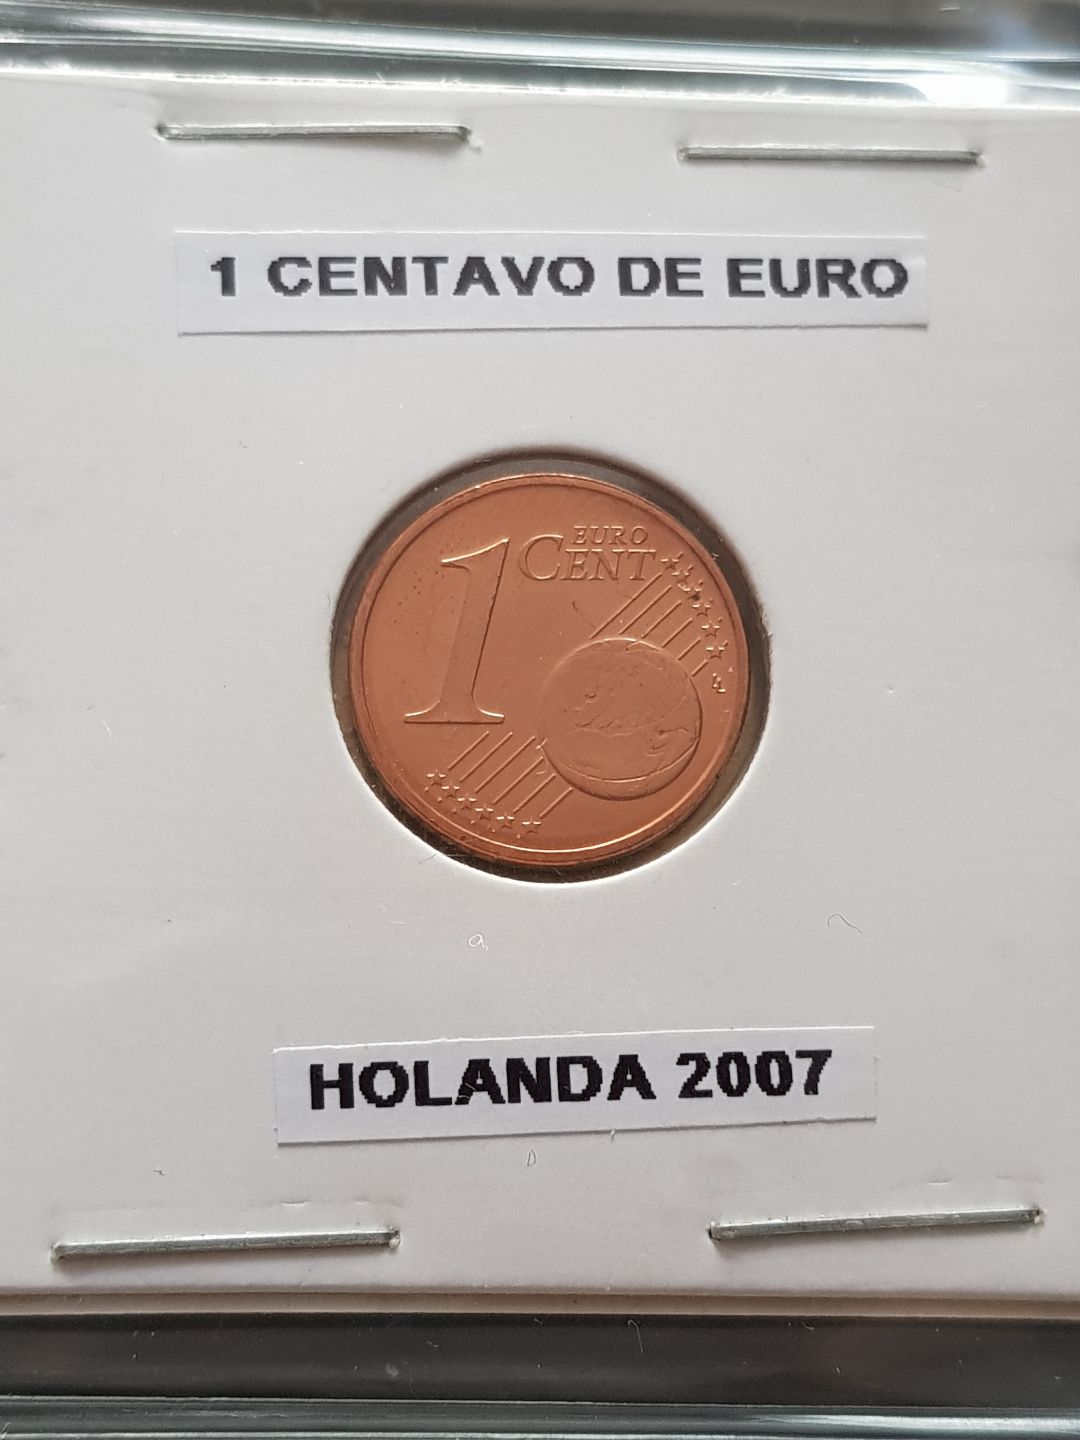 1 CENTAVO DE EURO
1 EURO
CENT
HOLANDA 2007